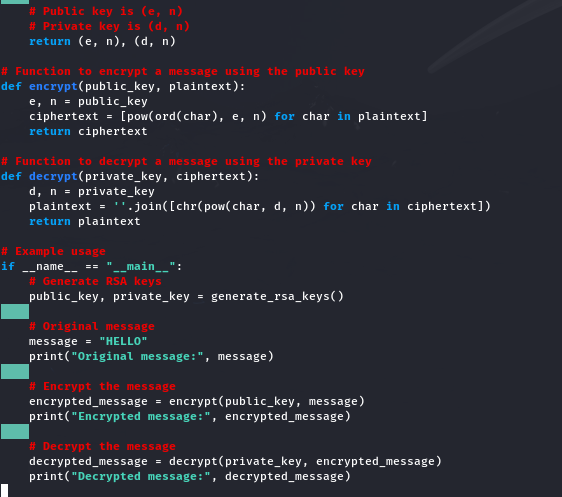 # Public key is (e, n)
    # Private key is (d, n)
    return (e, n), (d, n)

# Function to encrypt a message using the public key
def encrypt(public_key, plaintext):
    e, n = public_key
    ciphertext = [pow(ord(char), e, n) for char in plaintext]
    return ciphertext

# Function to decrypt a message using the private key
def decrypt(private_key, ciphertext):
    d, n = private_key
    plaintext = ''.join([chr(pow(char, d, n)) for char in ciphertext])
    return plaintext

# Example usage
if __name__ == "__main__":
    # Generate RSA keys
    public_key, private_key = generate_rsa_keys()

    # Original message
    message = "HELLO"
    print("Original message:", message)

    # Encrypt the message
    encrypted_message = encrypt(public_key, message)
    print("Encrypted message:", encrypted_message)

    # Decrypt the message
    decrypted_message = decrypt(private_key, encrypted_message)
    print("Decrypted message:", decrypted_message)